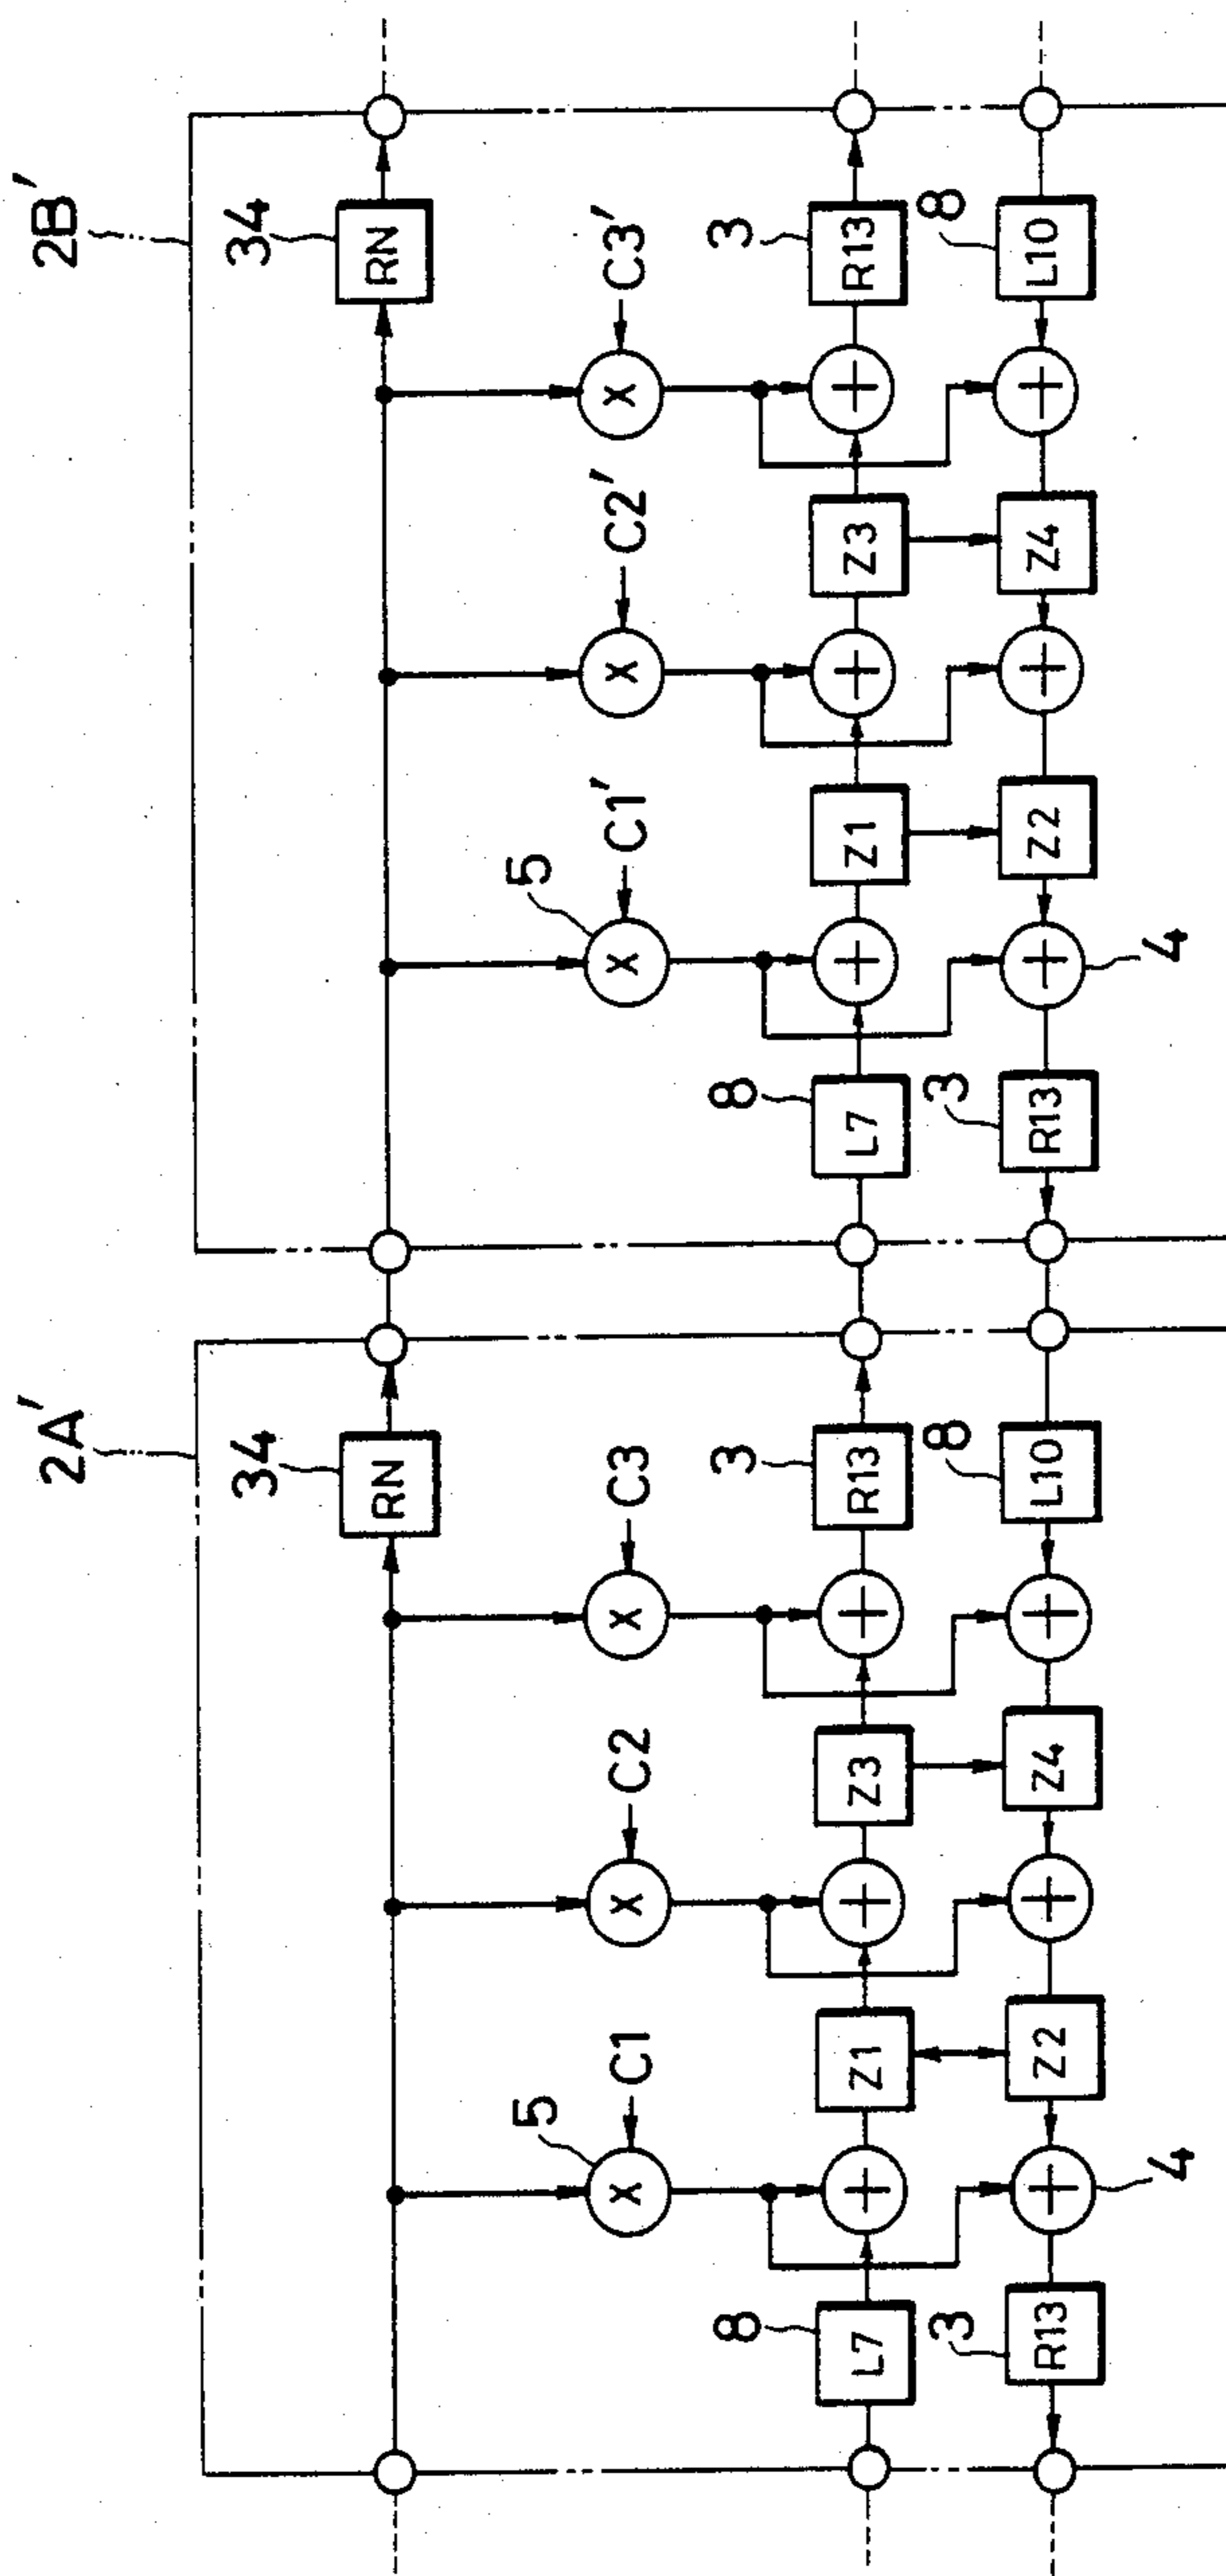 2A' 2B'
34 34
RN RN
5 C1 C2 C3 5 C1' C2' C3'
x x x x x x
8 3 8 3
L7 + Z1 + Z3 + R13 L7 + Z1 + Z3 + R13
3 8 3 8
R13 + Z2 + Z4 + L10 R13 + Z2 + Z4 + L10
4 4